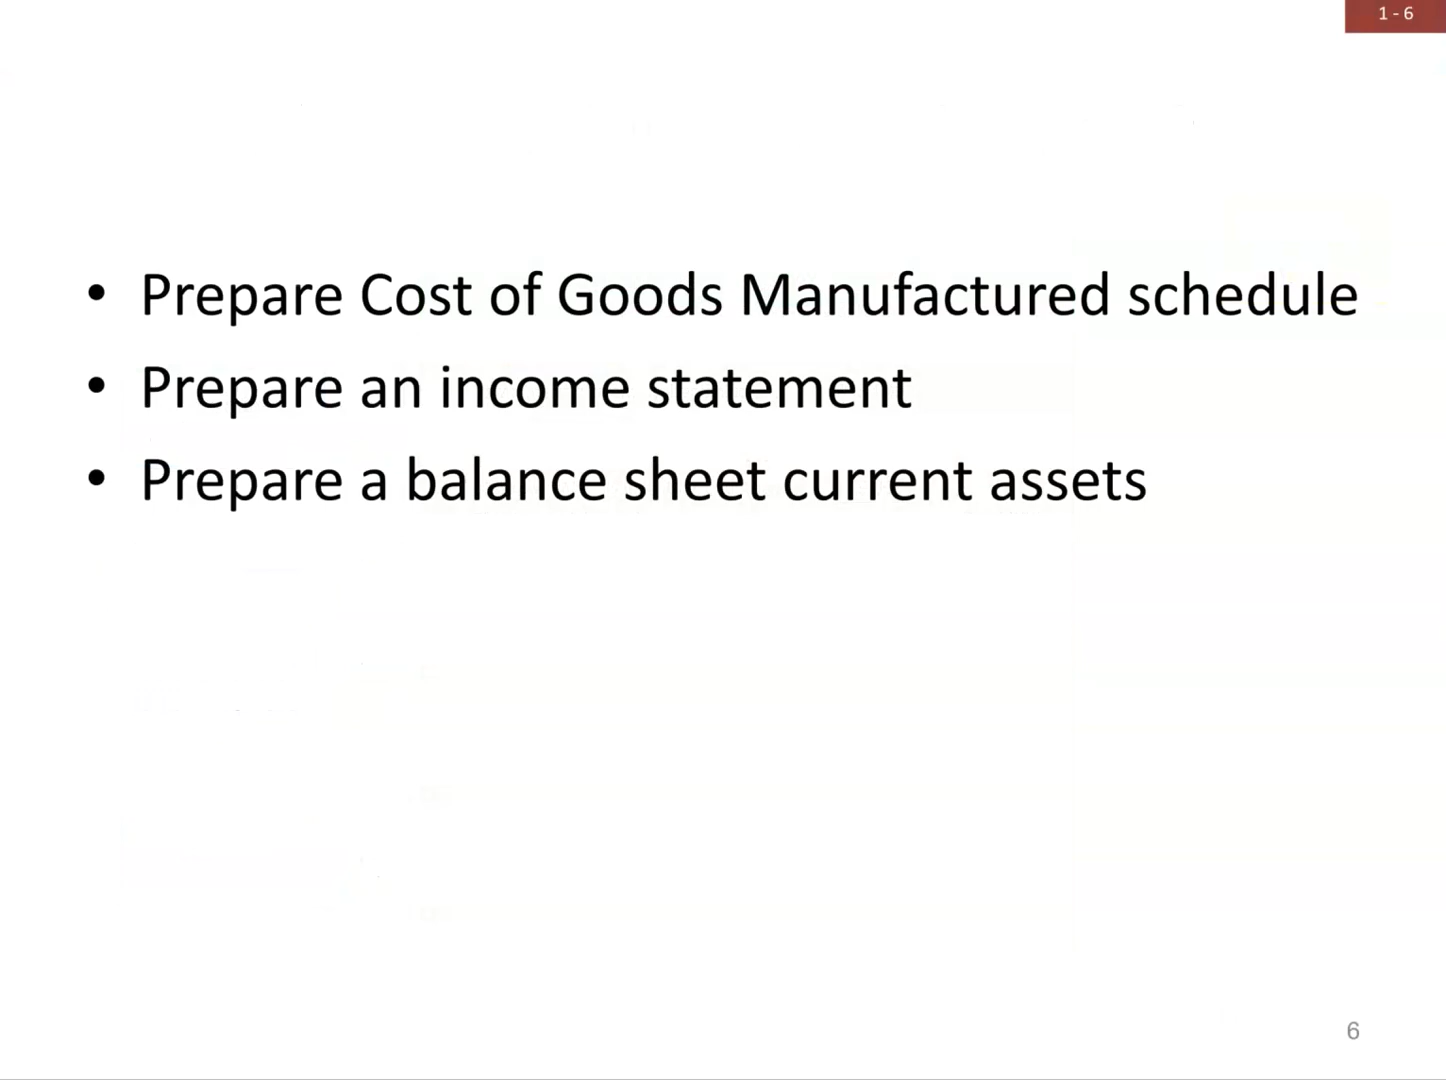 1 - 6
• Prepare Cost of Goods Manufactured schedule
• Prepare an income statement
• Prepare a balance sheet current assets
6